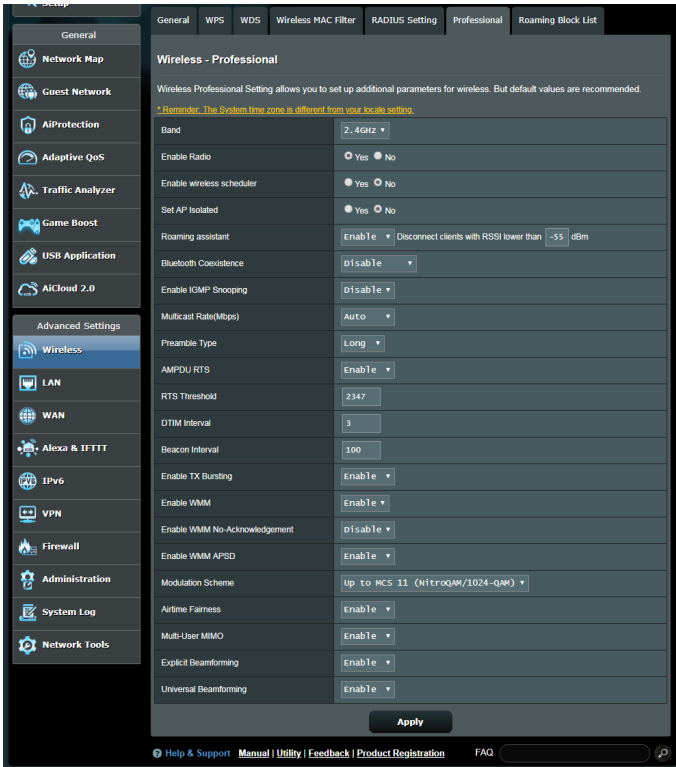 Setup
General
Network Map
Guest Network
AiProtection
Adaptive QoS
Traffic Analyzer
Game Boost
USB Application
AiCloud 2.0
Advanced Settings
Wireless
LAN
WAN
Alexa & IFTTT
IPv6
VPN
Firewall
Administration
System Log
Network Tools
General WPS WDS Wireless MAC Filter RADIUS Setting Professional Roaming Block List
Wireless - Professional
Wireless Professional Setting allows you to set up additional parameters for wireless. But default values are recommended.
* Reminder: The System time zone is different from your locale setting.
Band 2.4GHz
Enable Radio Yes No
Enable wireless scheduler Yes No
Set AP Isolated Yes No
Roaming assistant Enable Disconnect clients with RSSI lower than -55 dBm
Bluetooth Coexistence Disable
Enable IGMP Snooping Disable
Multicast Rate(Mbps) Auto
Preamble Type Long
AMPDU RTS Enable
RTS Threshold 2347
DTIM Interval 3
Beacon Interval 100
Enable TX Bursting Enable
Enable WMM Enable
Enable WMM No-Acknowledgement Disable
Enable WMM APSD Enable
Modulation Scheme Up to MCS 11 (NitroQAM/1024-QAM)
Airtime Fairness Enable
Multi-User MIMO Enable
Explicit Beamforming Enable
Universal Beamforming Enable
Apply
? Help & Support Manual | Utility | Feedback | Product Registration FAQ